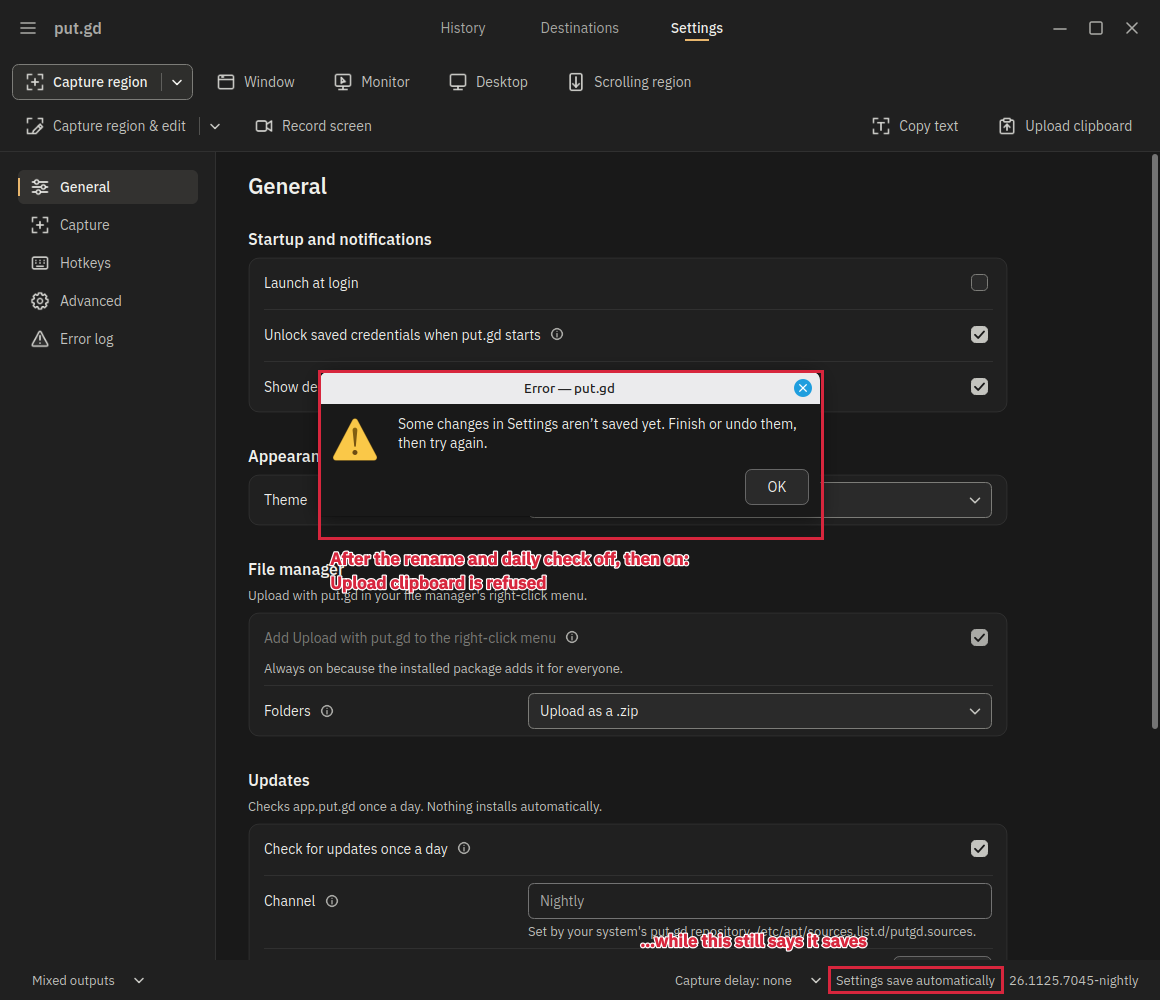 put.gd
History
Destinations
Settings
Capture region
Window
Monitor
Desktop
Scrolling region
Capture region & edit
Record screen
Copy text
Upload clipboard
General
Capture
Hotkeys
Advanced
Error log
General
Startup and notifications
Launch at login
Unlock saved credentials when put.gd starts
Show de
Error — put.gd
Some changes in Settings aren't saved yet. Finish or undo them,
then try again.
OK
Appearan
Theme
After the rename and daily check off, then on:
Upload clipboard is refused
File manager
Upload with put.gd in your file manager's right-click menu.
Add Upload with put.gd to the right-click menu
Always on because the installed package adds it for everyone.
Folders
Upload as a .zip
Updates
Checks app.put.gd once a day. Nothing installs automatically.
Check for updates once a day
Channel
Nightly
Set by your system's put.gd repository, /etc/apt/sources.list.d/putgd.sources.
...while this still says it saves
Mixed outputs
Capture delay: none
Settings save automatically
26.1125.7045-nightly